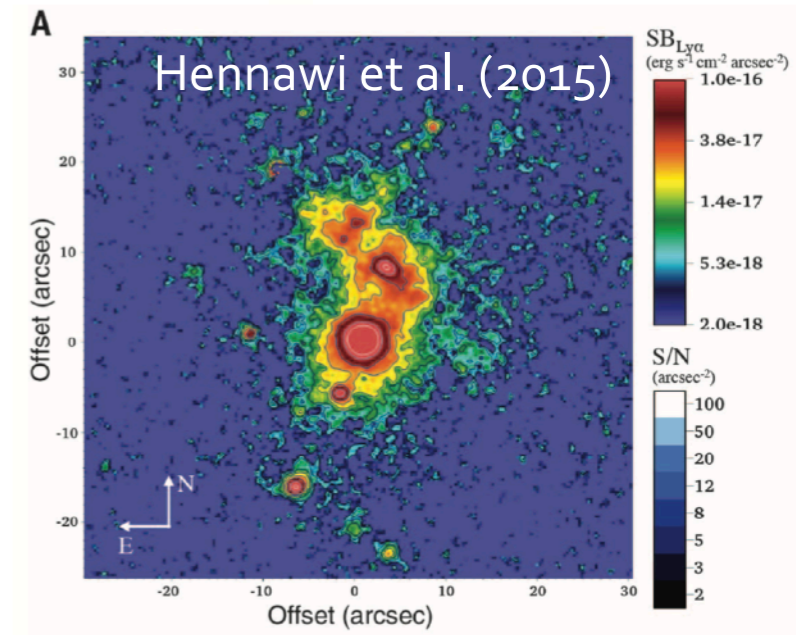 A
Hennawi et al. (2015)
SB Lyα
(erg s-1 cm-2 arcsec-2)
1.0e-16
3.8e-17
1.4e-17
5.3e-18
2.0e-18
S/N
(arcsec-2)
100
50
20
12
8
5
3
2
Offset (arcsec)
30
20
10
0
-10
-20
N
E
-20
-10
0
10
20
30
Offset (arcsec)